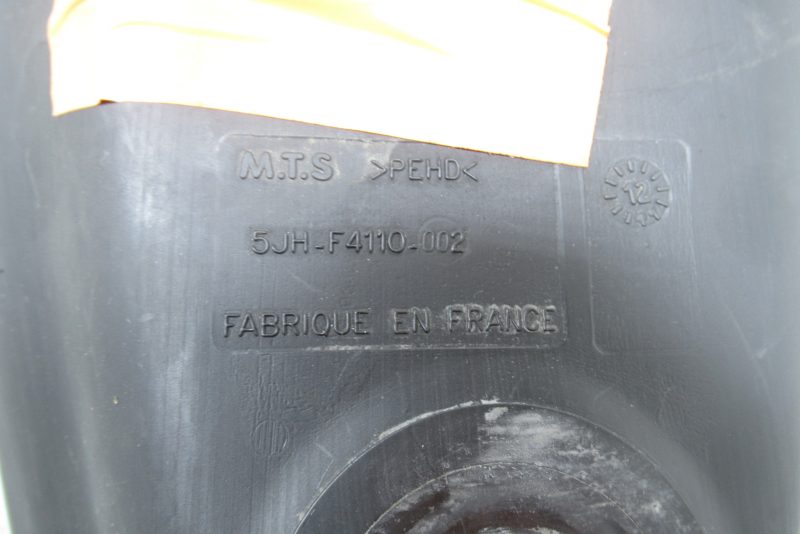 M.T.S >PEHD<
12
5JH-F4110-002
FABRIQUE EN FRANCE